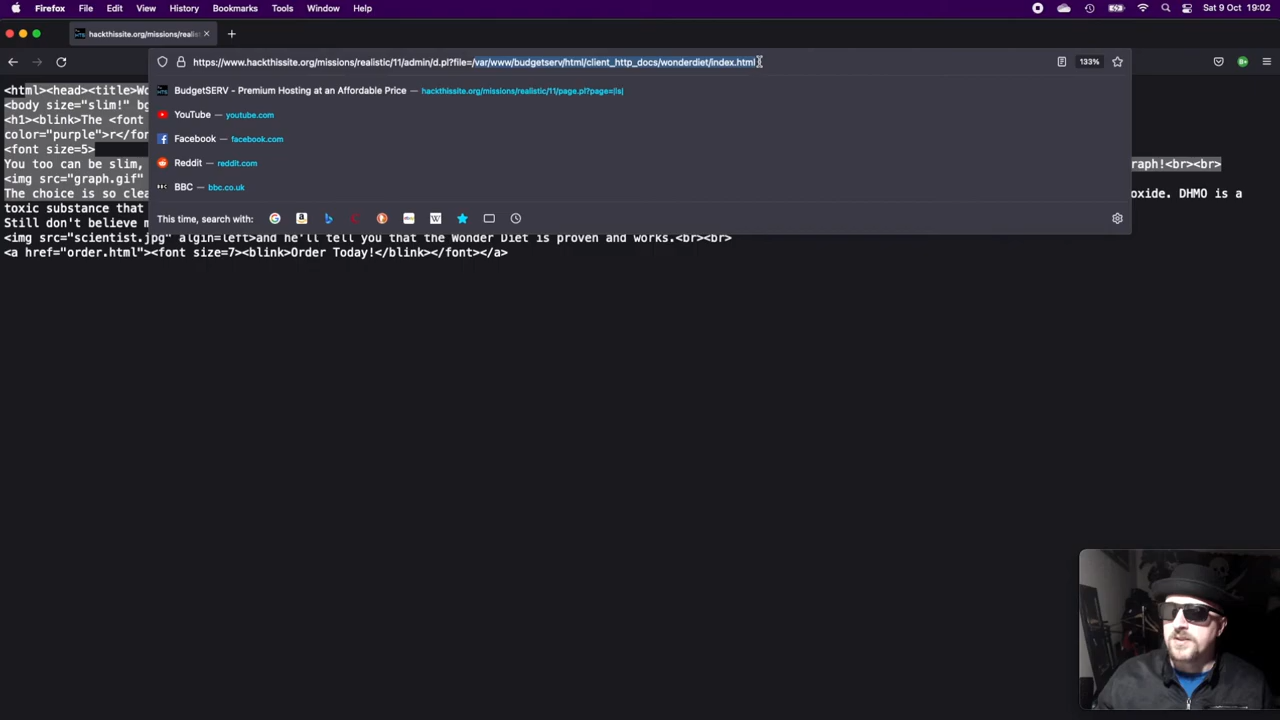 Firefox File Edit View History Bookmarks Tools Window Help Sat 9 Oct 19:02
hackthissite.org/missions/realis
https://www.hackthissite.org/missions/realistic/11/admin/d.pl?file=/var/www/budgetserv/html/client_http_docs/wonderdiet/index.html 133%
BudgetSERV - Premium Hosting at an Affordable Price — hackthissite.org/missions/realistic/11/page.pl?page=|ls|
YouTube — youtube.com
Facebook — facebook.com
Reddit — reddit.com
BBC — bbc.co.uk
This time, search with:
<html><head><title>Wo
<body size="slim!" bg
<h1><blink>The <font
color="purple">r</fon
<font size=5>
You too can be slim, raph!<br><br>
<img src="graph.gif"
The choice is so clea oxide. DHMO is a
toxic substance that
Still don't believe m
<img src="scientist.jpg" algin=left>and he'll tell you that the Wonder Diet is proven and works.<br><br>
<a href="order.html"><font size=7><blink>Order Today!</blink></font></a>